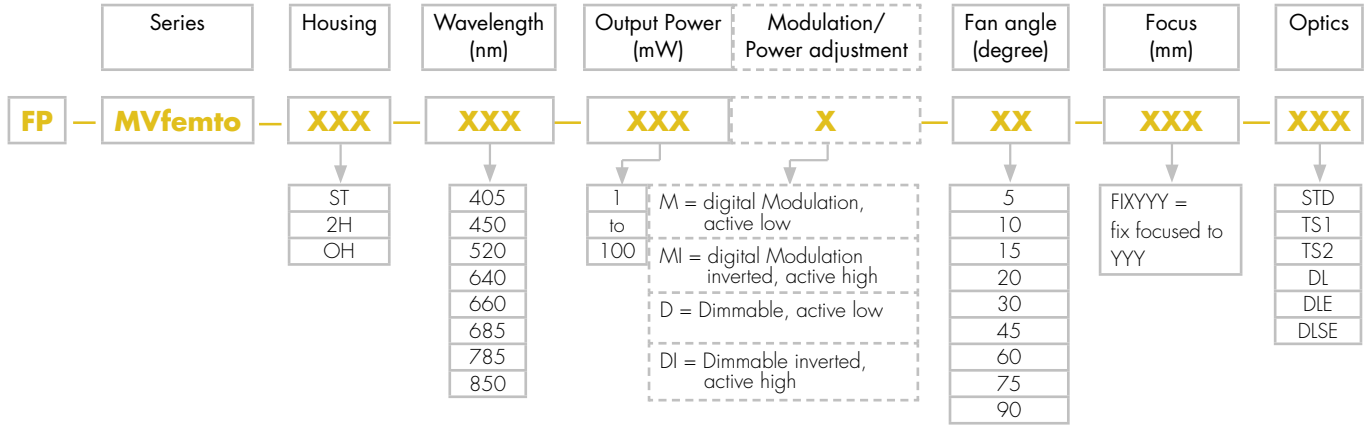 Series
Housing
Wavelength
(nm)
Output Power
(mW)
Modulation/
Power adjustment
Fan angle
(degree)
Focus
(mm)
Optics
FP — MVfemto — XXX — XXX — XXX X — XX — XXX — XXX
ST
2H
OH
405
450
520
640
660
685
785
850
1
to
100
M = digital Modulation,
active low
MI = digital Modulation
inverted, active high
D = Dimmable, active low
DI = Dimmable inverted,
active high
5
10
15
20
30
45
60
75
90
FIXYYY =
fix focused to
YYY
STD
TS1
TS2
DL
DLE
DLSE